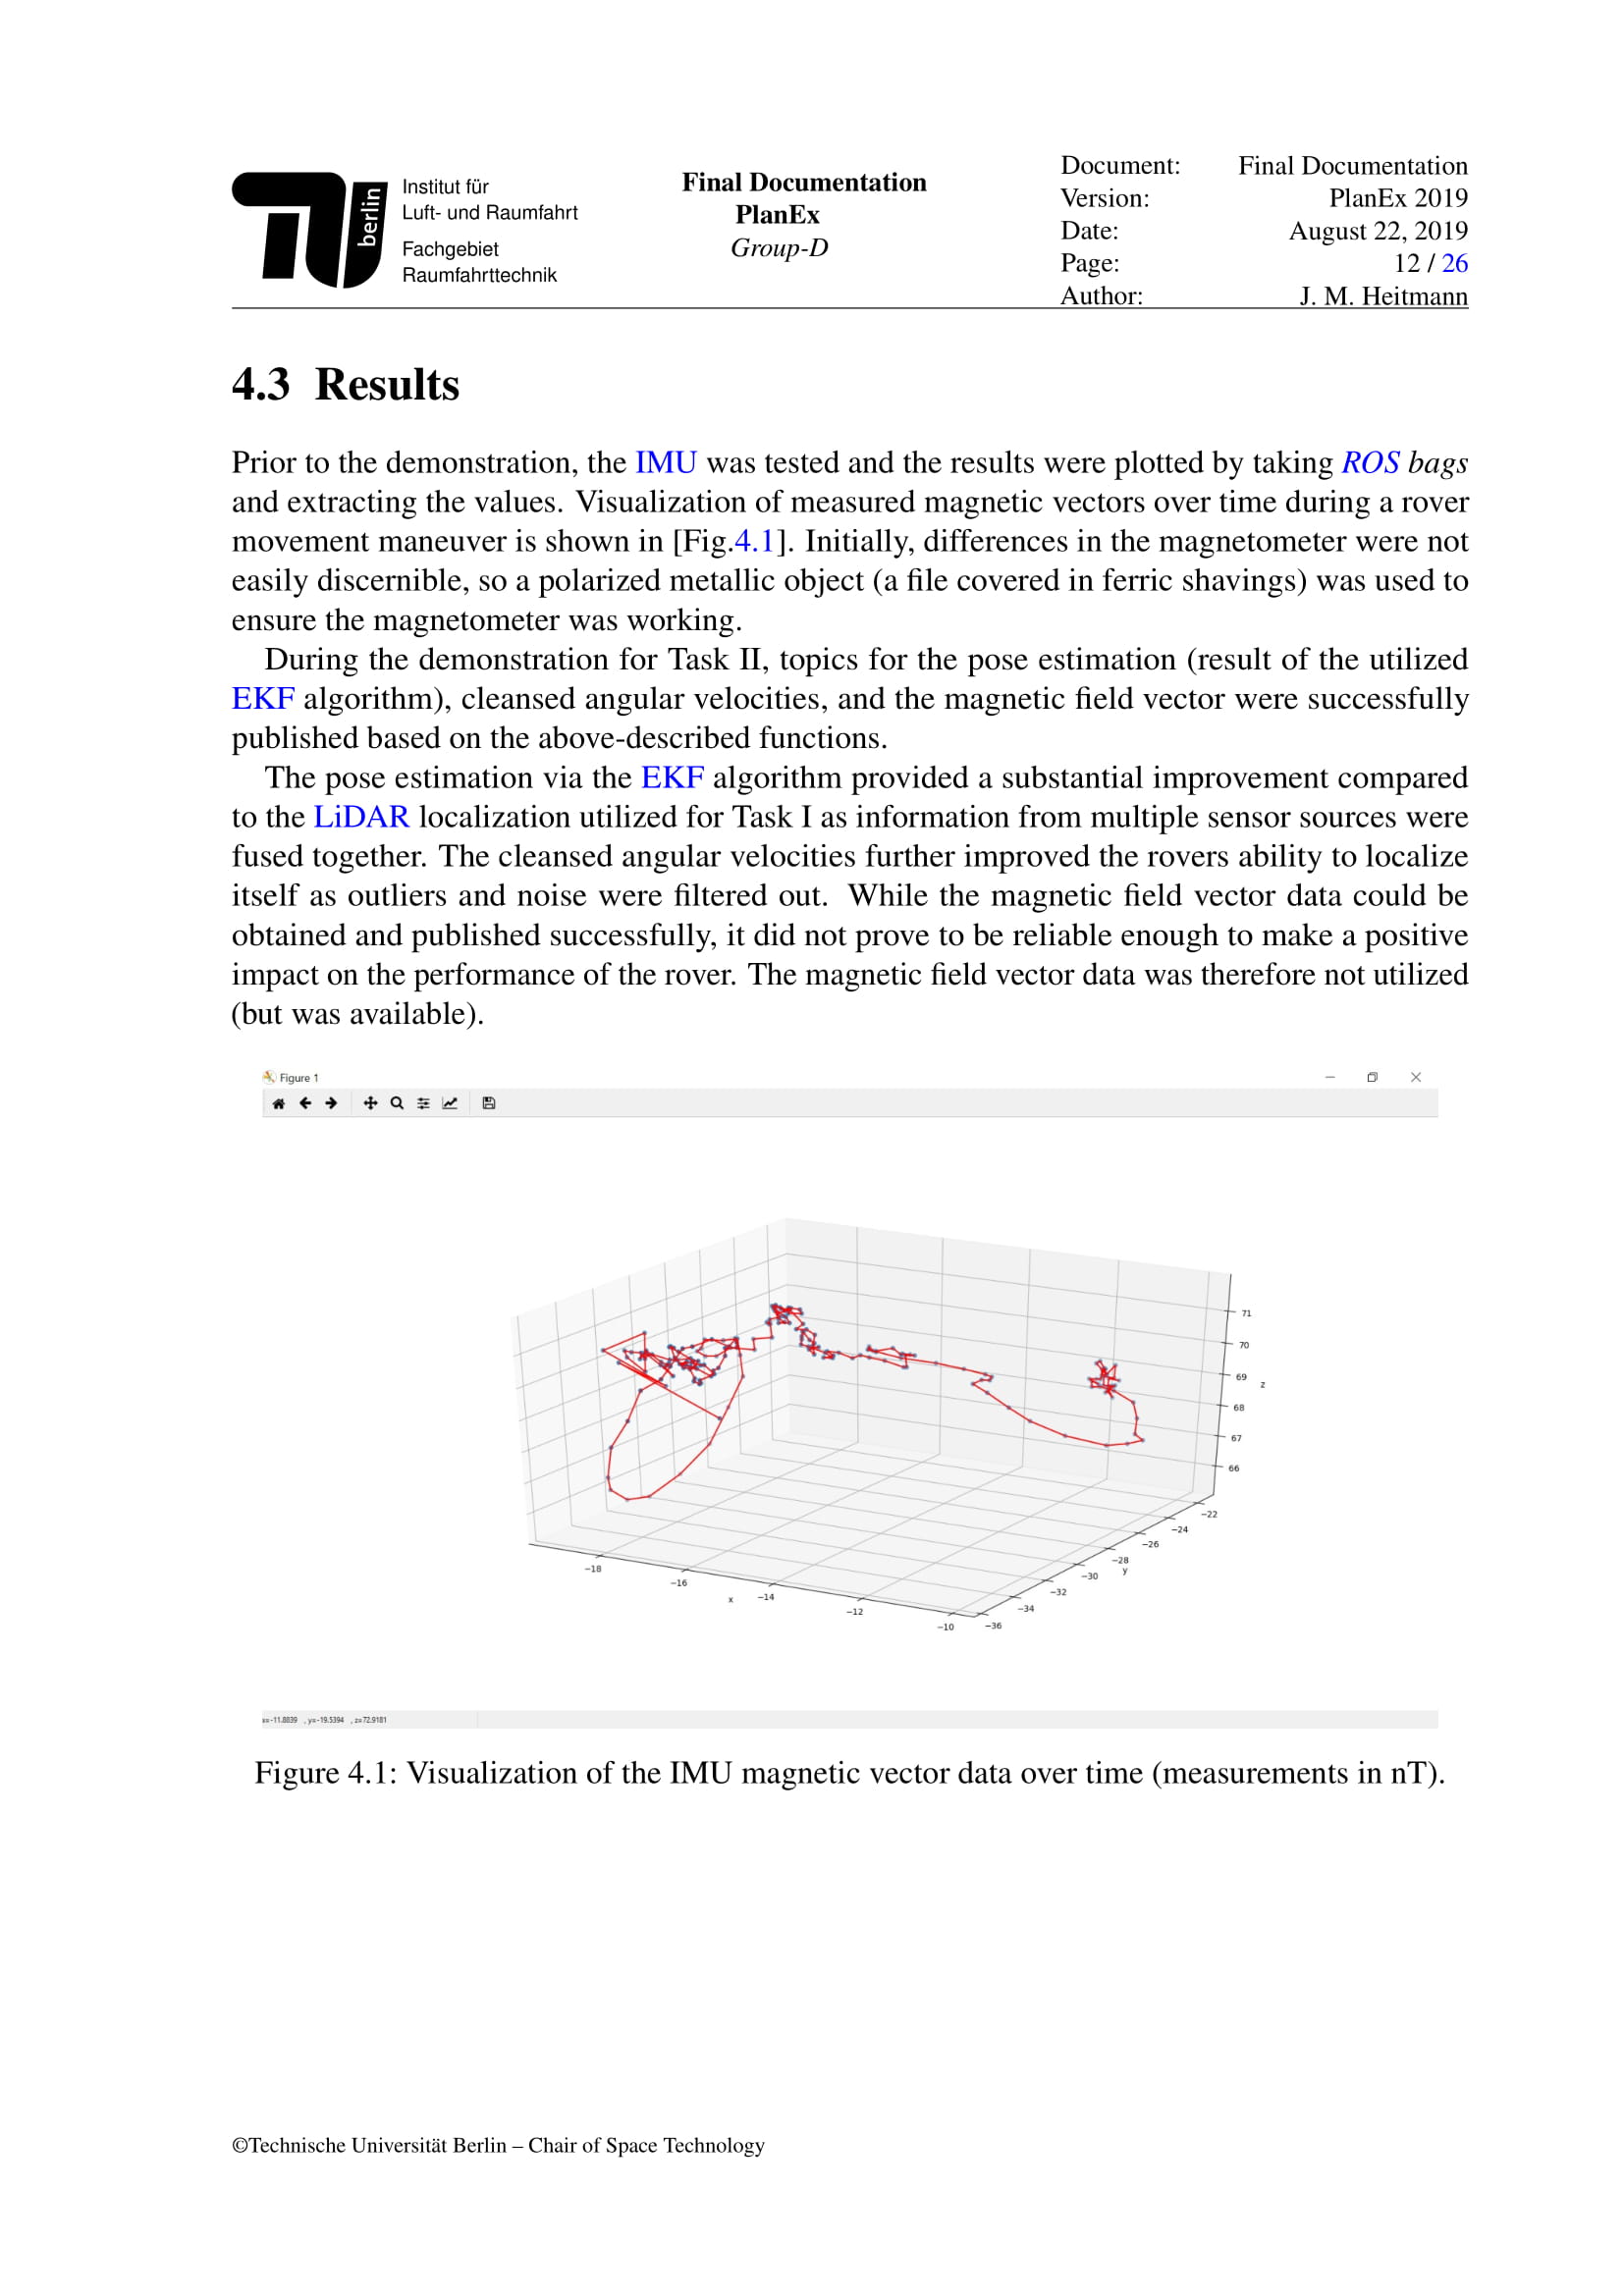 berlin
Institut für
Luft- und Raumfahrt
Fachgebiet
Raumfahrttechnik
Final Documentation
PlanEx
Group-D
Document: Final Documentation
Version: PlanEx 2019
Date: August 22, 2019
Page: 12 / 26
Author: J. M. Heitmann
4.3 Results
Prior to the demonstration, the IMU was tested and the results were plotted by taking ROS bags
and extracting the values. Visualization of measured magnetic vectors over time during a rover
movement maneuver is shown in [Fig.4.1]. Initially, differences in the magnetometer were not
easily discernible, so a polarized metallic object (a file covered in ferric shavings) was used to
ensure the magnetometer was working.
During the demonstration for Task II, topics for the pose estimation (result of the utilized
EKF algorithm), cleansed angular velocities, and the magnetic field vector were successfully
published based on the above-described functions.
The pose estimation via the EKF algorithm provided a substantial improvement compared
to the LiDAR localization utilized for Task I as information from multiple sensor sources were
fused together. The cleansed angular velocities further improved the rovers ability to localize
itself as outliers and noise were filtered out. While the magnetic field vector data could be
obtained and published successfully, it did not prove to be reliable enough to make a positive
impact on the performance of the rover. The magnetic field vector data was therefore not utilized
(but was available).
Figure 1
71
70
69
z
68
67
66
−22
−24
−26
−28
y
−30
−32
−34
−36
−18
−16
x
−14
−12
−10
x=-11.8839 , y=-19.5394 , z=72.9181
Figure 4.1: Visualization of the IMU magnetic vector data over time (measurements in nT).
©Technische Universität Berlin – Chair of Space Technology